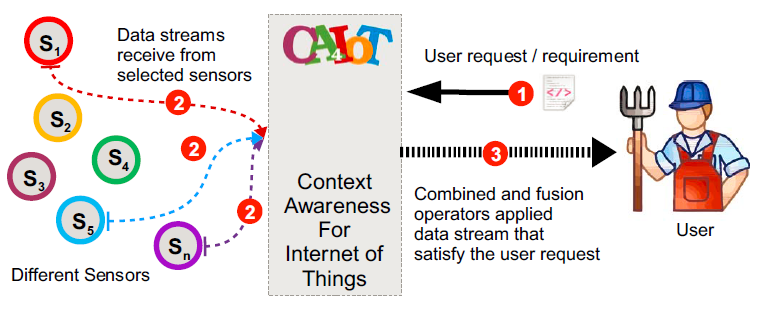 S1
S2
S3
S4
S5
Sn
Different Sensors
Data streams
receive from
selected sensors
2
2
2
CA4IOT
Context
Awareness
For
Internet of
Things
User request / requirement
1
</>
3
Combined and fusion
operators applied
data stream that
satisfy the user request
User